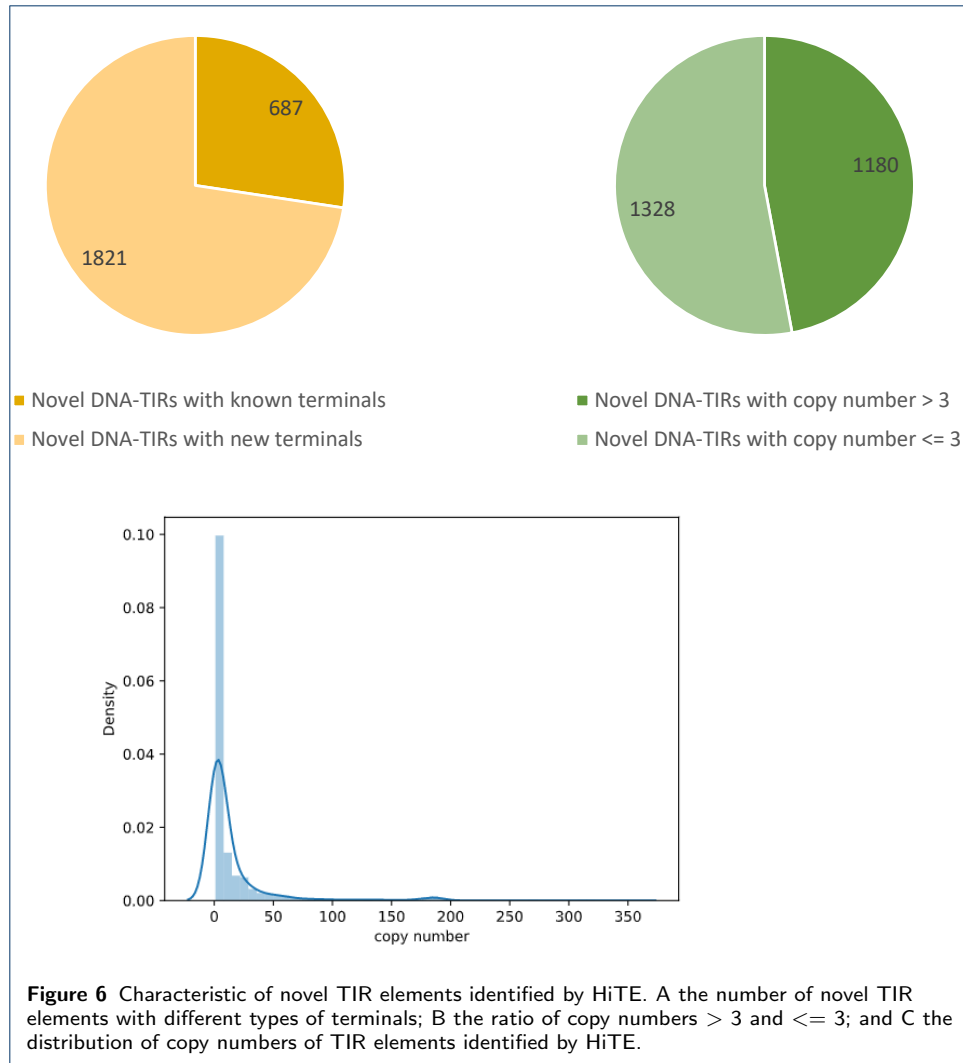 687
1821
1180
1328
Novel DNA-TIRs with known terminals
Novel DNA-TIRs with new terminals
Novel DNA-TIRs with copy number > 3
Novel DNA-TIRs with copy number <= 3
0.10
0.08
0.06
0.04
0.02
0.00
Density
0 50 100 150 200 250 300 350
copy number
Figure 6 Characteristic of novel TIR elements identified by HiTE. A the number of novel TIR
elements with different types of terminals; B the ratio of copy numbers > 3 and <= 3; and C the
distribution of copy numbers of TIR elements identified by HiTE.